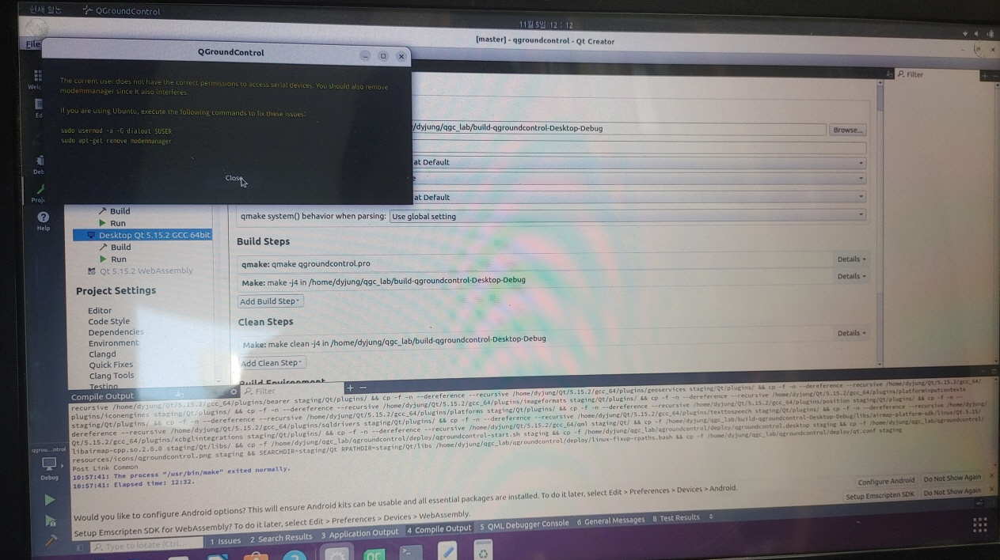 QGroundControl
11월 5일 12 : 12
[master] - qgroundcontrol - Qt Creator
File
QGroundControl
The current user does not have the correct permissions to access serial devices. You should also remove
modemmanager since it also interferes.
If you are using Ubuntu, execute the following commands to fix these issues:
sudo usermod -a -G dialout $USER
sudo apt-get remove modemmanager
Close
Welc
Ed
Deb
Proje
Help
Filter
/dyjung/qgc_lab/build-qgroundcontrol-Desktop-Debug
Browse...
at Default
e
at Default
qmake system() behavior when parsing: Use global setting
Build
Run
Desktop Qt 5.15.2 GCC 64bit
Build
Run
Qt 5.15.2 WebAssembly
Project Settings
Editor
Code Style
Dependencies
Environment
Clangd
Quick Fixes
Clang Tools
Testing
Build Steps
qmake: qmake qgroundcontrol.pro
Details
Make: make -j4 in /home/dyjung/qgc_lab/build-qgroundcontrol-Desktop-Debug
Details
Add Build Step
Clean Steps
Make: make clean -j4 in /home/dyjung/qgc_lab/build-qgroundcontrol-Desktop-Debug
Details
Add Clean Step
Build Environment
Compile Output
Filter
recursive /home/dyjung/Qt/5.15.2/gcc_64/plugins/bearer staging/Qt/plugins/ && cp -f -n --dereference --recursive /home/dyjung/Qt/5.15.2/gcc_64/plugins/geoservices staging/Qt/plugins/ && cp -f -n --dereference --recursive /home/dyjung/Qt/5.15.2/gcc_64/
plugins/iconengines staging/Qt/plugins/ && cp -f -n --dereference --recursive /home/dyjung/Qt/5.15.2/gcc_64/plugins/imageformats staging/Qt/plugins/ && cp -f -n --dereference --recursive /home/dyjung/Qt/5.15.2/gcc_64/plugins/platforminputcontexts
staging/Qt/plugins/ && cp -f -n --dereference --recursive /home/dyjung/Qt/5.15.2/gcc_64/plugins/platforms staging/Qt/plugins/ && cp -f -n --dereference --recursive /home/dyjung/Qt/5.15.2/gcc_64/plugins/position staging/Qt/plugins/ && cp -f -n --
dereference --recursive /home/dyjung/Qt/5.15.2/gcc_64/plugins/sqldrivers staging/Qt/plugins/ && cp -f -n --dereference --recursive /home/dyjung/Qt/5.15.2/gcc_64/plugins/texttospeech staging/Qt/plugins/ && cp -f -n --dereference --recursive /home/dyjung/
Qt/5.15.2/gcc_64/plugins/xcbglintegrations staging/Qt/plugins/ && cp -f -n --dereference --recursive /home/dyjung/Qt/5.15.2/gcc_64/qml staging/Qt/ && cp -f /home/dyjung/qgc_lab/build-qgroundcontrol-Desktop-Debug/libs/airmap-platform-sdk/linux/Qt.5.15/
libairmap-cpp.so.2.0.0 staging/Qt/libs/ && cp -f /home/dyjung/qgc_lab/qgroundcontrol/deploy/qgroundcontrol-start.sh staging && cp -f /home/dyjung/qgc_lab/qgroundcontrol/deploy/qgroundcontrol.desktop staging && cp -f /home/dyjung/qgc_lab/qgroundcontrol/
resources/icons/qgroundcontrol.png staging && SEARCHDIR=staging/Qt RPATHDIR=staging/Qt/libs /home/dyjung/qgc_lab/qgroundcontrol/deploy/linux-fixup-rpaths.bash && cp -f /home/dyjung/qgc_lab/qgroundcontrol/deploy/qt.conf staging
Post Link Common
10:57:41: The process "/usr/bin/make" exited normally.
10:57:41: Elapsed time: 12:32.
qgrou...ntrol
Debug
Would you like to configure Android options? This will ensure Android kits can be usable and all essential packages are installed. To do it later, select Edit > Preferences > Devices > Android.
Configure Android
Do Not Show Again
Setup Emscripten SDK for WebAssembly? To do it later, select Edit > Preferences > Devices > WebAssembly.
Setup Emscripten SDK
Do Not Show Again
Type to locate (Ctrl...
1 Issues
2 Search Results
3 Application Output
4 Compile Output
5 QML Debugger Console
6 General Messages
8 Test Results
QC